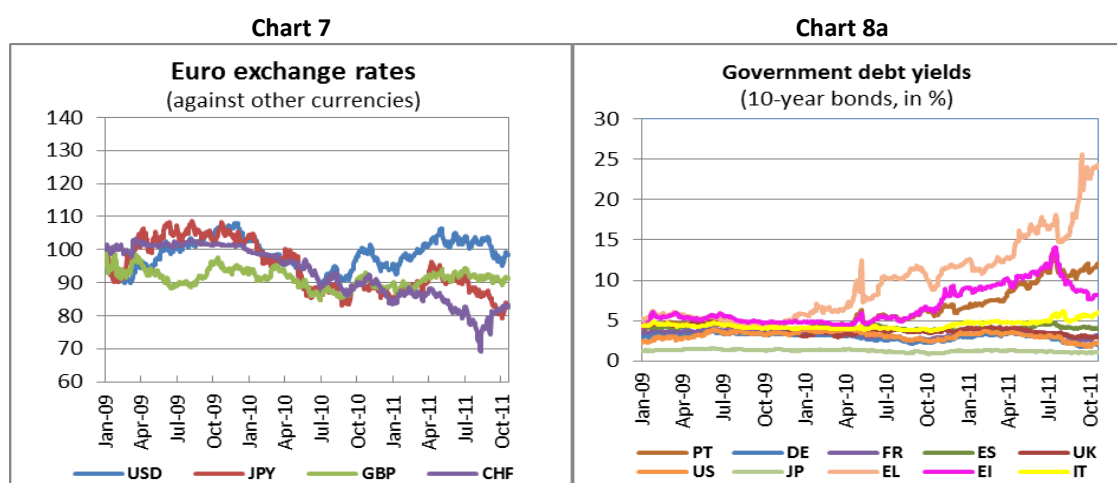 Chart 7
Euro exchange rates
(against other currencies)
140
130
120
110
100
90
80
70
60
Jan-09
Apr-09
Jul-09
Oct-09
Jan-10
Apr-10
Jul-10
Oct-10
Jan-11
Apr-11
Jul-11
Oct-11
USD JPY GBP CHF
Chart 8a
Government debt yields
(10-year bonds, in %)
30
25
20
15
10
5
0
Jan-09
Apr-09
Jul-09
Oct-09
Jan-10
Apr-10
Jul-10
Oct-10
Jan-11
Apr-11
Jul-11
Oct-11
PT DE FR ES UK
US JP EL EI IT